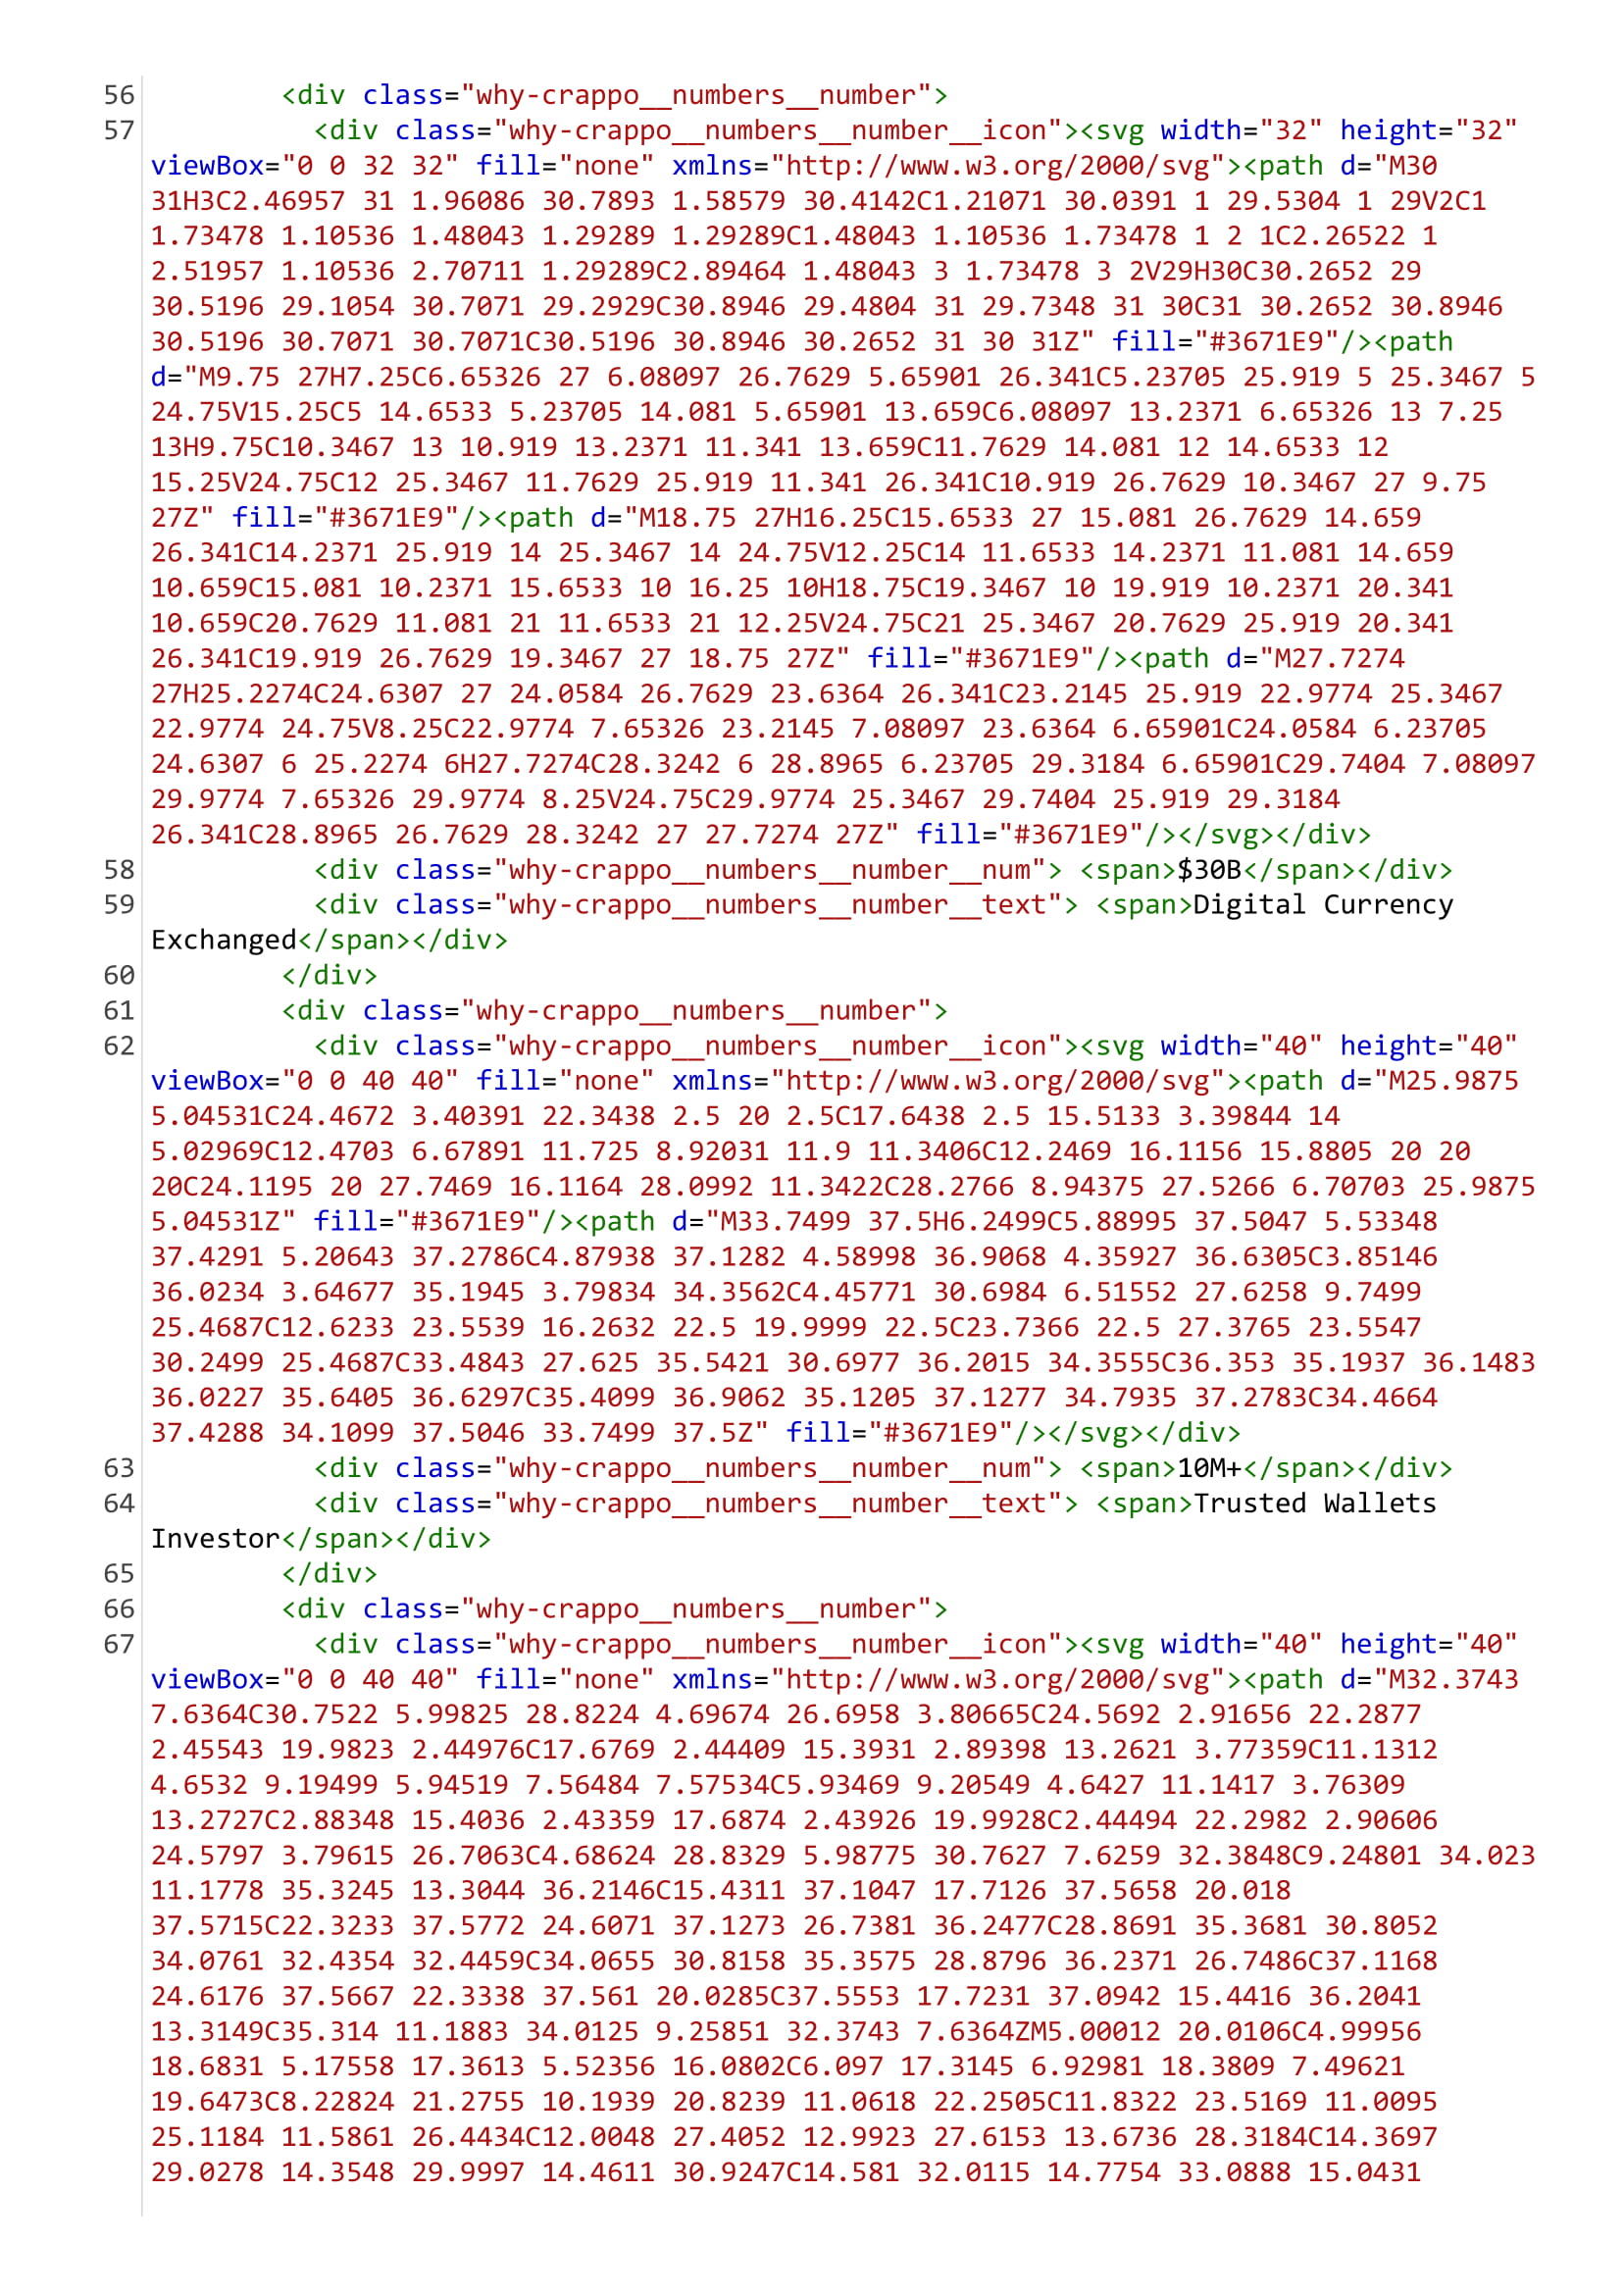 56 <div class="why-crappo__numbers__number">
57 <div class="why-crappo__numbers__number__icon"><svg width="32" height="32"
viewBox="0 0 32 32" fill="none" xmlns="http://www.w3.org/2000/svg"><path d="M30
31H3C2.46957 31 1.96086 30.7893 1.58579 30.4142C1.21071 30.0391 1 29.5304 1 29V2C1
1.73478 1.10536 1.48043 1.29289 1.29289C1.48043 1.10536 1.73478 1 2 1C2.26522 1
2.51957 1.10536 2.70711 1.29289C2.89464 1.48043 3 1.73478 3 2V29H30C30.2652 29
30.5196 29.1054 30.7071 29.2929C30.8946 29.4804 31 29.7348 31 30C31 30.2652 30.8946
30.5196 30.7071 30.7071C30.5196 30.8946 30.2652 31 30 31Z" fill="#3671E9"/><path
d="M9.75 27H7.25C6.65326 27 6.08097 26.7629 5.65901 26.341C5.23705 25.919 5 25.3467 5
24.75V15.25C5 14.6533 5.23705 14.081 5.65901 13.659C6.08097 13.2371 6.65326 13 7.25
13H9.75C10.3467 13 10.919 13.2371 11.341 13.659C11.7629 14.081 12 14.6533 12
15.25V24.75C12 25.3467 11.7629 25.919 11.341 26.341C10.919 26.7629 10.3467 27 9.75
27Z" fill="#3671E9"/><path d="M18.75 27H16.25C15.6533 27 15.081 26.7629 14.659
26.341C14.2371 25.919 14 25.3467 14 24.75V12.25C14 11.6533 14.2371 11.081 14.659
10.659C15.081 10.2371 15.6533 10 16.25 10H18.75C19.3467 10 19.919 10.2371 20.341
10.659C20.7629 11.081 21 11.6533 21 12.25V24.75C21 25.3467 20.7629 25.919 20.341
26.341C19.919 26.7629 19.3467 27 18.75 27Z" fill="#3671E9"/><path d="M27.7274
27H25.2274C24.6307 27 24.0584 26.7629 23.6364 26.341C23.2145 25.919 22.9774 25.3467
22.9774 24.75V8.25C22.9774 7.65326 23.2145 7.08097 23.6364 6.65901C24.0584 6.23705
24.6307 6 25.2274 6H27.7274C28.3242 6 28.8965 6.23705 29.3184 6.65901C29.7404 7.08097
29.9774 7.65326 29.9774 8.25V24.75C29.9774 25.3467 29.7404 25.919 29.3184
26.341C28.8965 26.7629 28.3242 27 27.7274 27Z" fill="#3671E9"/></svg></div>
58 <div class="why-crappo__numbers__number__num"> <span>$30B</span></div>
59 <div class="why-crappo__numbers__number__text"> <span>Digital Currency
Exchanged</span></div>
60 </div>
61 <div class="why-crappo__numbers__number">
62 <div class="why-crappo__numbers__number__icon"><svg width="40" height="40"
viewBox="0 0 40 40" fill="none" xmlns="http://www.w3.org/2000/svg"><path d="M25.9875
5.04531C24.4672 3.40391 22.3438 2.5 20 2.5C17.6438 2.5 15.5133 3.39844 14
5.02969C12.4703 6.67891 11.725 8.92031 11.9 11.3406C12.2469 16.1156 15.8805 20 20
20C24.1195 20 27.7469 16.1164 28.0992 11.3422C28.2766 8.94375 27.5266 6.70703 25.9875
5.04531Z" fill="#3671E9"/><path d="M33.7499 37.5H6.2499C5.88995 37.5047 5.53348
37.4291 5.20643 37.2786C4.87938 37.1282 4.58998 36.9068 4.35927 36.6305C3.85146
36.0234 3.64677 35.1945 3.79834 34.3562C4.45771 30.6984 6.51552 27.6258 9.7499
25.4687C12.6233 23.5539 16.2632 22.5 19.9999 22.5C23.7366 22.5 27.3765 23.5547
30.2499 25.4687C33.4843 27.625 35.5421 30.6977 36.2015 34.3555C36.353 35.1937 36.1483
36.0227 35.6405 36.6297C35.4099 36.9062 35.1205 37.1277 34.7935 37.2783C34.4664
37.4288 34.1099 37.5046 33.7499 37.5Z" fill="#3671E9"/></svg></div>
63 <div class="why-crappo__numbers__number__num"> <span>10M+</span></div>
64 <div class="why-crappo__numbers__number__text"> <span>Trusted Wallets
Investor</span></div>
65 </div>
66 <div class="why-crappo__numbers__number">
67 <div class="why-crappo__numbers__number__icon"><svg width="40" height="40"
viewBox="0 0 40 40" fill="none" xmlns="http://www.w3.org/2000/svg"><path d="M32.3743
7.6364C30.7522 5.99825 28.8224 4.69674 26.6958 3.80665C24.5692 2.91656 22.2877
2.45543 19.9823 2.44976C17.6769 2.44409 15.3931 2.89398 13.2621 3.77359C11.1312
4.6532 9.19499 5.94519 7.56484 7.57534C5.93469 9.20549 4.6427 11.1417 3.76309
13.2727C2.88348 15.4036 2.43359 17.6874 2.43926 19.9928C2.44494 22.2982 2.90606
24.5797 3.79615 26.7063C4.68624 28.8329 5.98775 30.7627 7.6259 32.3848C9.24801 34.023
11.1778 35.3245 13.3044 36.2146C15.4311 37.1047 17.7126 37.5658 20.018
37.5715C22.3233 37.5772 24.6071 37.1273 26.7381 36.2477C28.8691 35.3681 30.8052
34.0761 32.4354 32.4459C34.0655 30.8158 35.3575 28.8796 36.2371 26.7486C37.1168
24.6176 37.5667 22.3338 37.561 20.0285C37.5553 17.7231 37.0942 15.4416 36.2041
13.3149C35.314 11.1883 34.0125 9.25851 32.3743 7.6364ZM5.00012 20.0106C4.99956
18.6831 5.17558 17.3613 5.52356 16.0802C6.097 17.3145 6.92981 18.3809 7.49621
19.6473C8.22824 21.2755 10.1939 20.8239 11.0618 22.2505C11.8322 23.5169 11.0095
25.1184 11.5861 26.4434C12.0048 27.4052 12.9923 27.6153 13.6736 28.3184C14.3697
29.0278 14.3548 29.9997 14.4611 30.9247C14.581 32.0115 14.7754 33.0888 15.0431